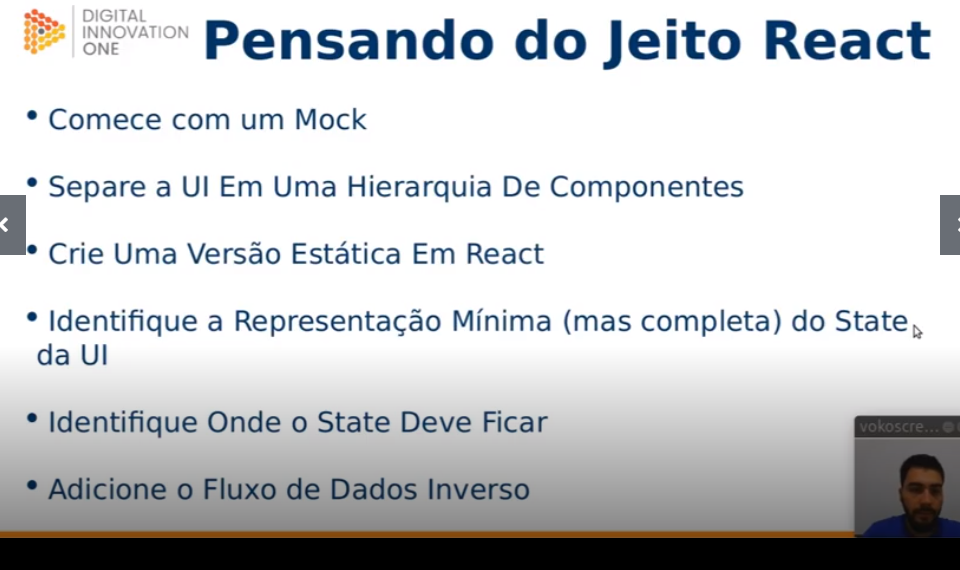 DIGITAL
INNOVATION
ONE
Pensando do Jeito React
• Comece com um Mock
• Separe a UI Em Uma Hierarquia De Componentes
• Crie Uma Versão Estática Em React
• Identifique a Representação Mínima (mas completa) do State
da UI
• Identifique Onde o State Deve Ficar
• Adicione o Fluxo de Dados Inverso
vokoscre...